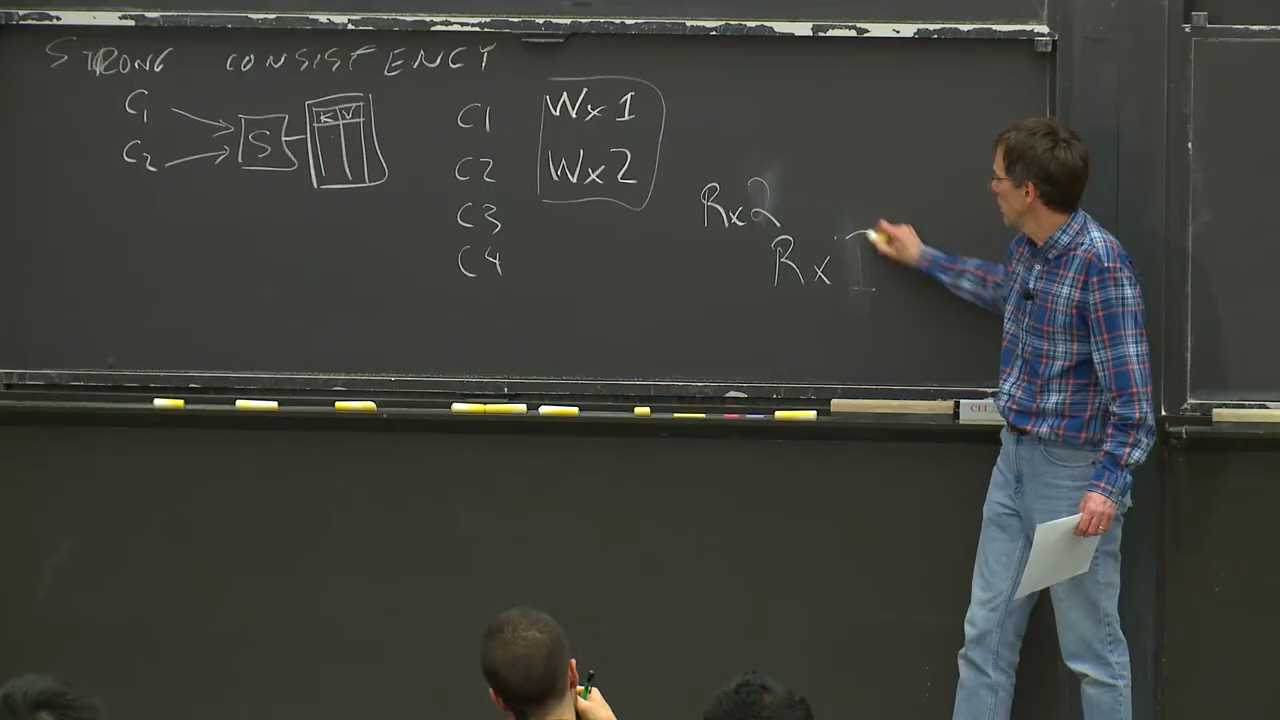 STRONG CONSISTENCY
C1
C2
S
K V
C1 Wx1
C2 Wx2
C3 Rx2
C4 Rx